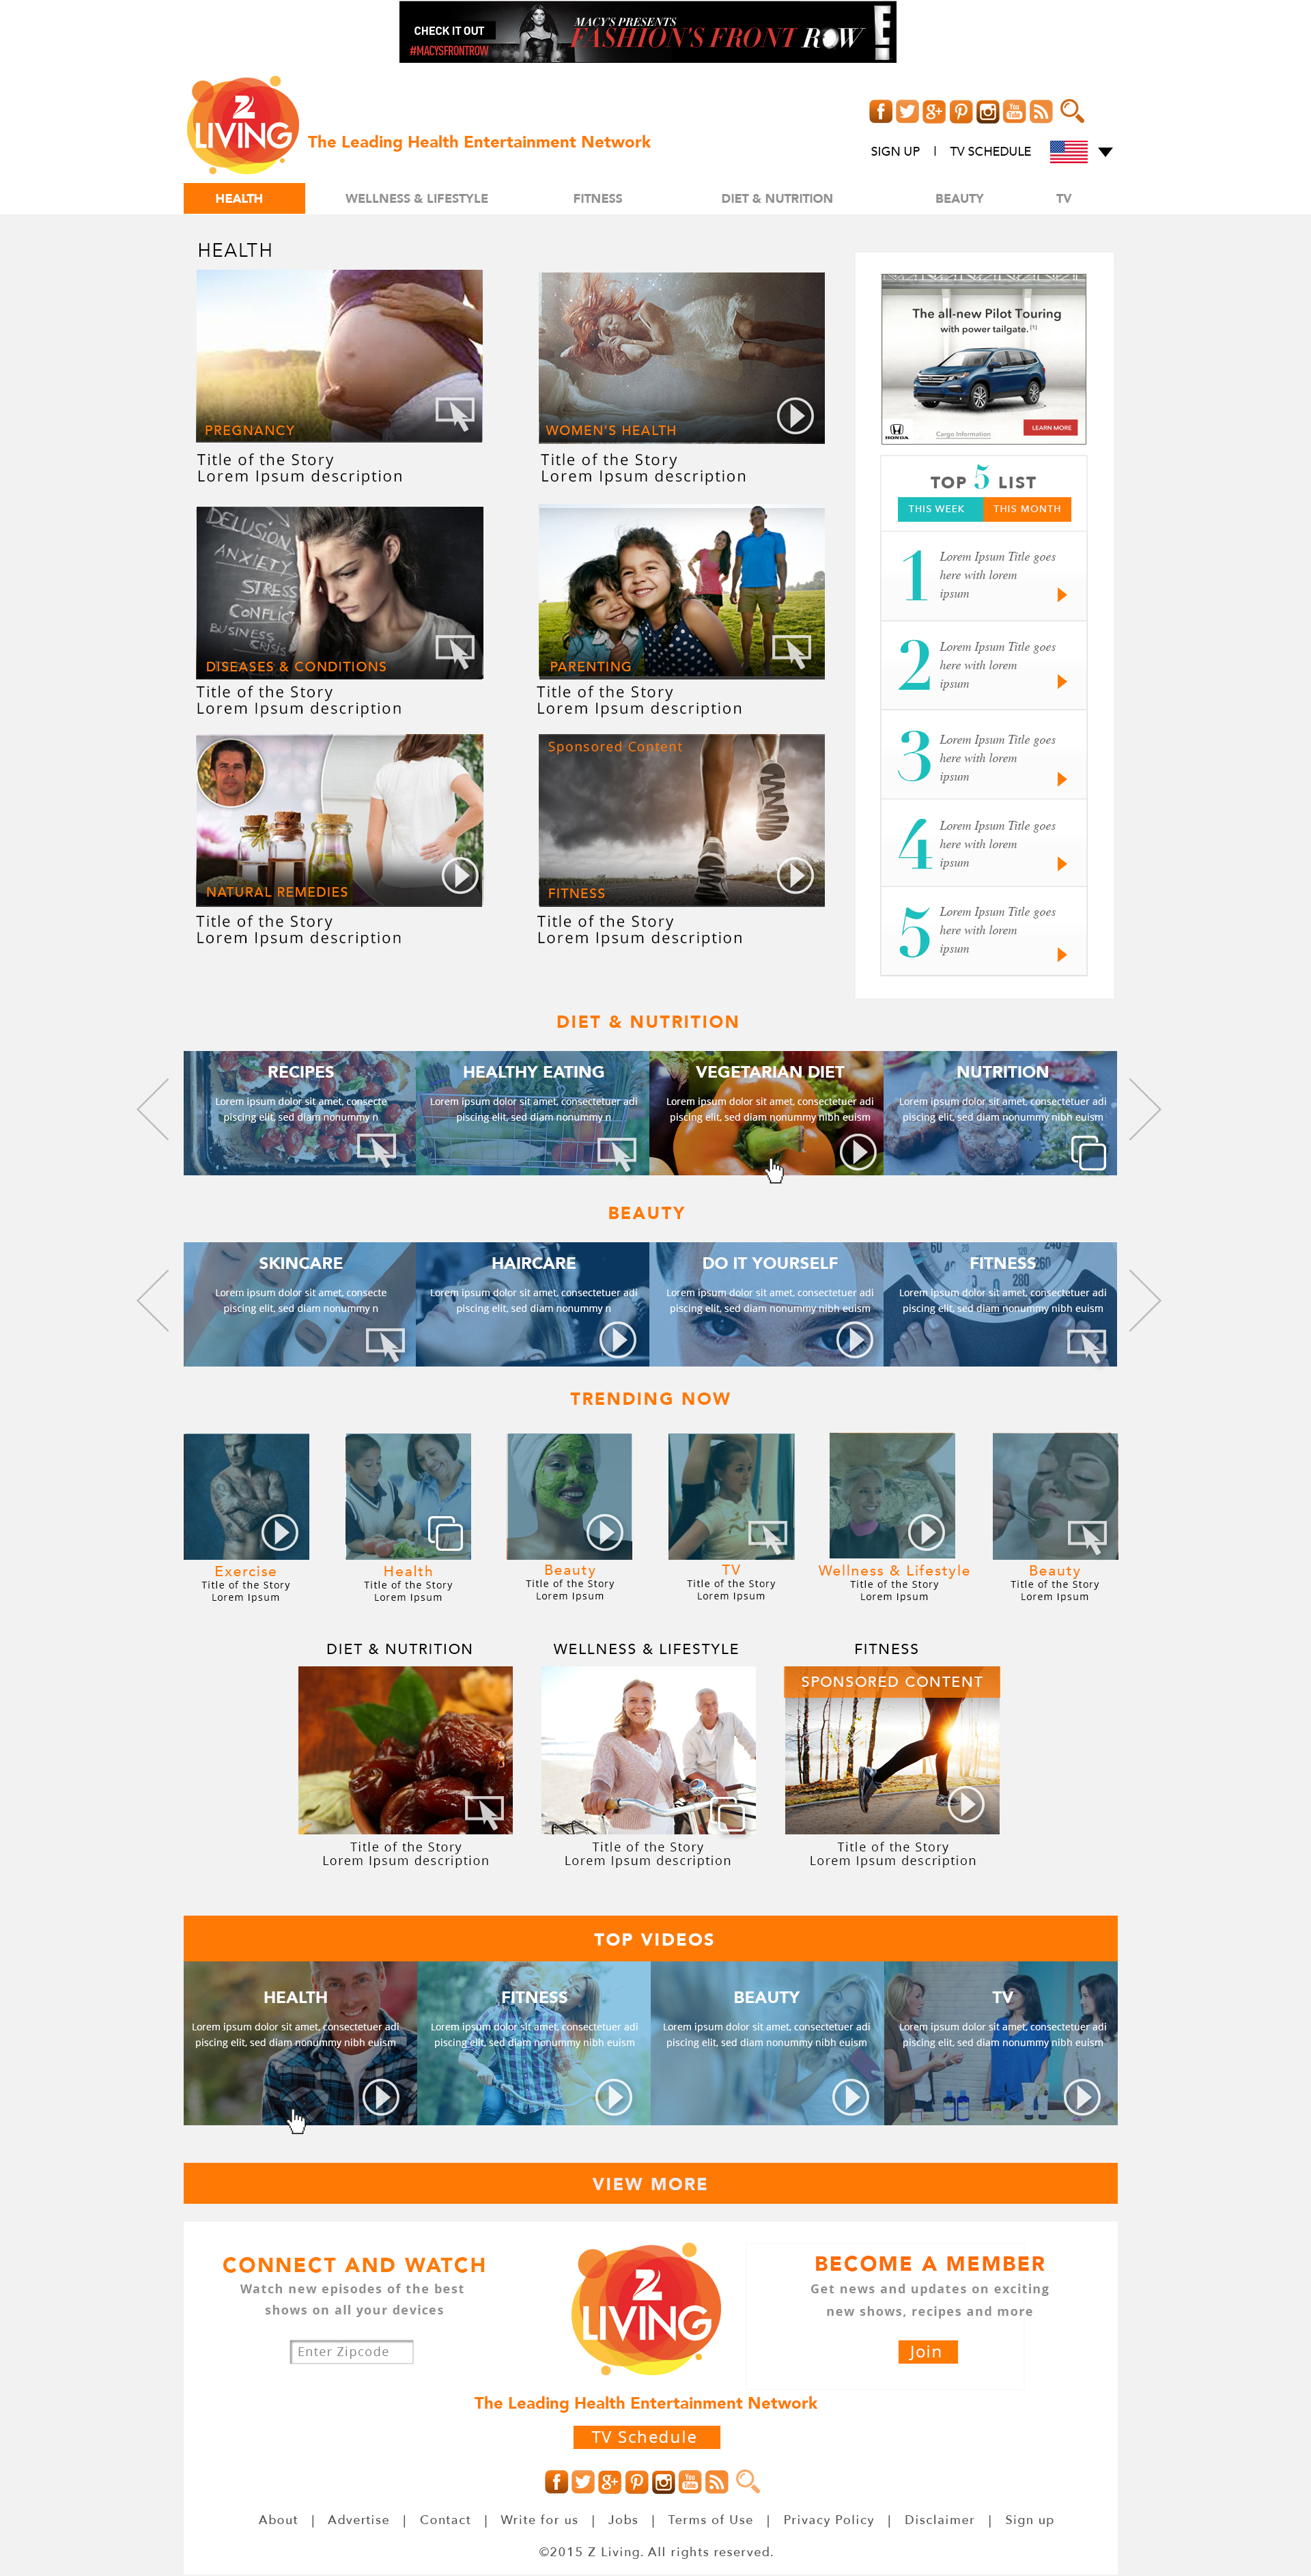 CHECK IT OUT
#MACYSFRONTROW
MACY'S PRESENTS
FASHION'S FRONT ROW
E!
Z
LIVING
The Leading Health Entertainment Network
You
Tube
SIGN UP | TV SCHEDULE
HEALTH WELLNESS & LIFESTYLE FITNESS DIET & NUTRITION BEAUTY TV
HEALTH
PREGNANCY
Title of the Story
Lorem Ipsum description
WOMEN'S HEALTH
Title of the Story
Lorem Ipsum description
DELUSION
ANXIETY
STRESS
CONFLICT
BUSINESS
CRISIS
DISEASES & CONDITIONS
Title of the Story
Lorem Ipsum description
PARENTING
Title of the Story
Lorem Ipsum description
NATURAL REMEDIES
Title of the Story
Lorem Ipsum description
Sponsored Content
FITNESS
Title of the Story
Lorem Ipsum description
The all-new Pilot Touring
with power tailgate. [1]
HONDA
Cargo Information
LEARN MORE
TOP 5 LIST
THIS WEEK THIS MONTH
1
Lorem Ipsum Title goes
here with lorem
ipsum
2
Lorem Ipsum Title goes
here with lorem
ipsum
3
Lorem Ipsum Title goes
here with lorem
ipsum
4
Lorem Ipsum Title goes
here with lorem
ipsum
5
Lorem Ipsum Title goes
here with lorem
ipsum
DIET & NUTRITION
RECIPES
Lorem ipsum dolor sit amet, consecte
piscing elit, sed diam nonummy n
HEALTHY EATING
Lorem ipsum dolor sit amet, consectetuer adi
piscing elit, sed diam nonummy n
VEGETARIAN DIET
Lorem ipsum dolor sit amet, consectetuer adi
piscing elit, sed diam nonummy nibh euism
NUTRITION
Lorem ipsum dolor sit amet, consectetuer adi
piscing elit, sed diam nonummy nibh euism
BEAUTY
SKINCARE
Lorem ipsum dolor sit amet, consecte
piscing elit, sed diam nonummy n
HAIRCARE
Lorem ipsum dolor sit amet, consectetuer adi
piscing elit, sed diam nonummy n
DO IT YOURSELF
Lorem ipsum dolor sit amet, consectetuer adi
piscing elit, sed diam nonummy nibh euism
FITNESS
Lorem ipsum dolor sit amet, consectetuer adi
piscing elit, sed diam nonummy nibh euism
TRENDING NOW
Exercise
Title of the Story
Lorem Ipsum
Health
Title of the Story
Lorem Ipsum
Beauty
Title of the Story
Lorem Ipsum
TV
Title of the Story
Lorem Ipsum
Wellness & Lifestyle
Title of the Story
Lorem Ipsum
Beauty
Title of the Story
Lorem Ipsum
DIET & NUTRITION
Title of the Story
Lorem Ipsum description
WELLNESS & LIFESTYLE
Title of the Story
Lorem Ipsum description
FITNESS
SPONSORED CONTENT
Title of the Story
Lorem Ipsum description
TOP VIDEOS
HEALTH
Lorem ipsum dolor sit amet, consectetuer adi
piscing elit, sed diam nonummy nibh euism
FITNESS
Lorem ipsum dolor sit amet, consectetuer adi
piscing elit, sed diam nonummy nibh euism
BEAUTY
Lorem ipsum dolor sit amet, consectetuer adi
piscing elit, sed diam nonummy nibh euism
TV
Lorem ipsum dolor sit amet, consectetuer adi
piscing elit, sed diam nonummy nibh euism
VIEW MORE
CONNECT AND WATCH
Watch new episodes of the best
shows on all your devices
Enter Zipcode
Z
LIVING
BECOME A MEMBER
Get news and updates on exciting
new shows, recipes and more
Join
The Leading Health Entertainment Network
TV Schedule
You
Tube
About | Advertise | Contact | Write for us | Jobs | Terms of Use | Privacy Policy | Disclaimer | Sign up
©2015 Z Living. All rights reserved.